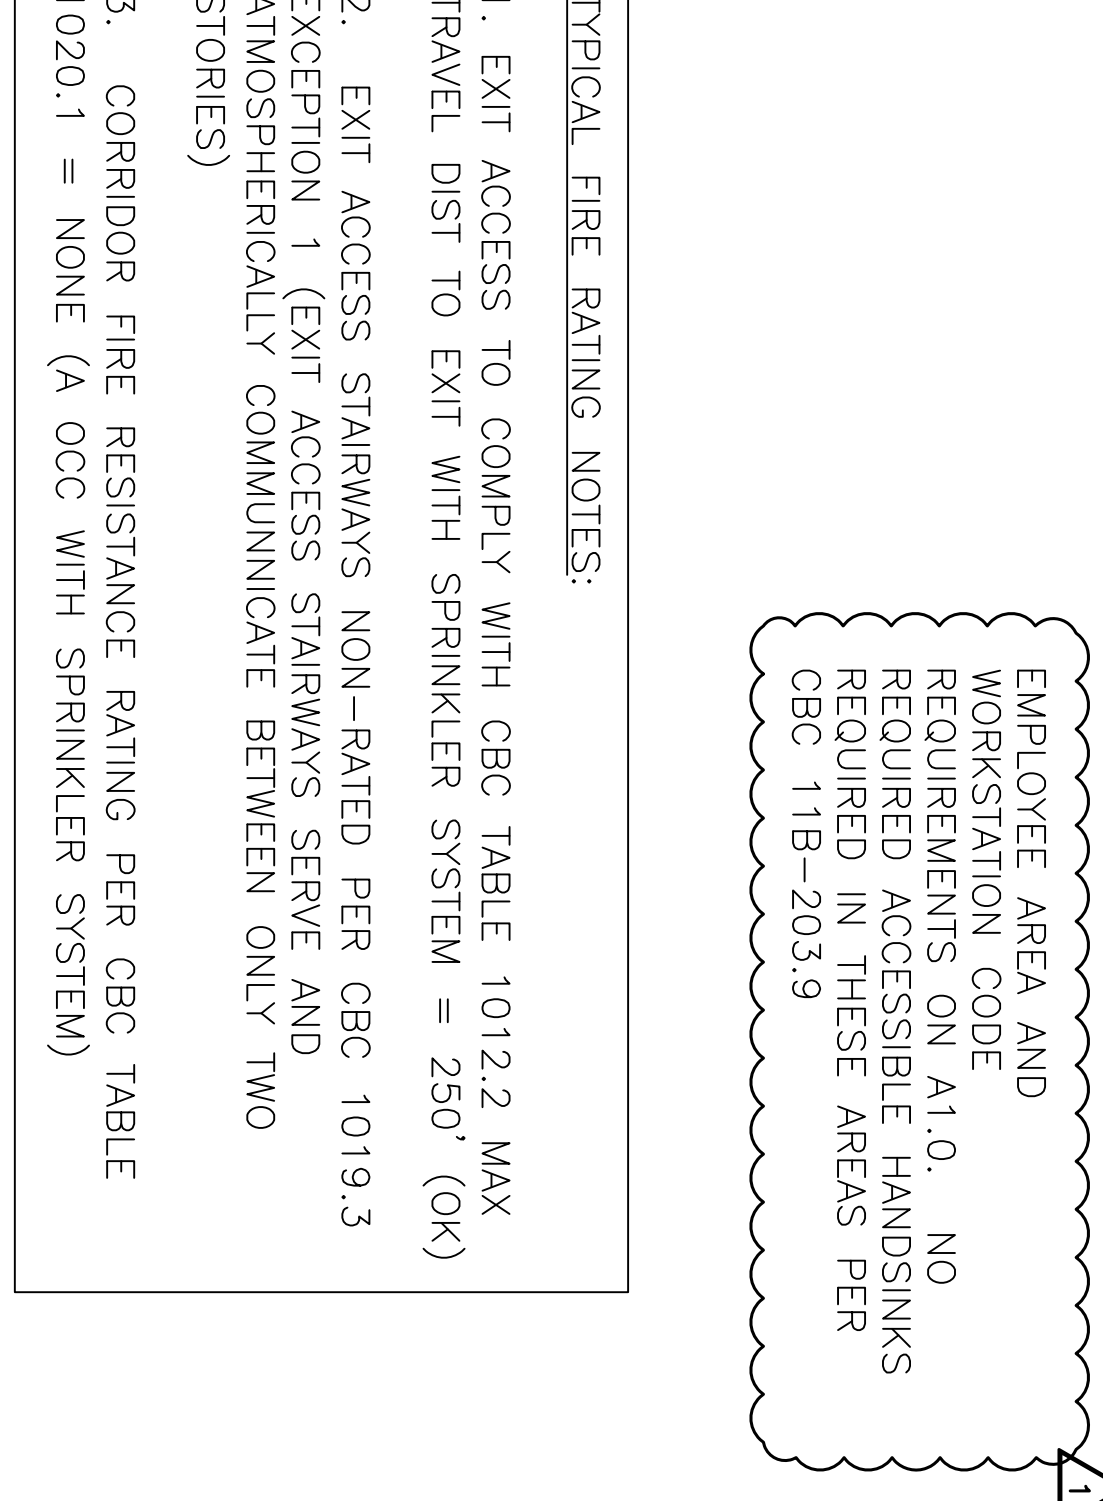 EMPLOYEE AREA AND
WORKSTATION CODE
REQUIREMENTS ON A1.0. NO
REQUIRED ACCESSIBLE HANDSINKS
REQUIRED IN THESE AREAS PER
CBC 11B-203.9
1
TYPICAL FIRE RATING NOTES:
1. EXIT ACCESS TO COMPLY WITH CBC TABLE 1012.2 MAX
TRAVEL DIST TO EXIT WITH SPRINKLER SYSTEM = 250' (OK)
2. EXIT ACCESS STAIRWAYS NON-RATED PER CBC 1019.3
EXCEPTION 1 (EXIT ACCESS STAIRWAYS SERVE AND
ATMOSPHERICALLY COMMUNNICATE BETWEEN ONLY TWO
STORIES)
3. CORRIDOR FIRE RESISTANCE RATING PER CBC TABLE
1020.1 = NONE (A OCC WITH SPRINKLER SYSTEM)